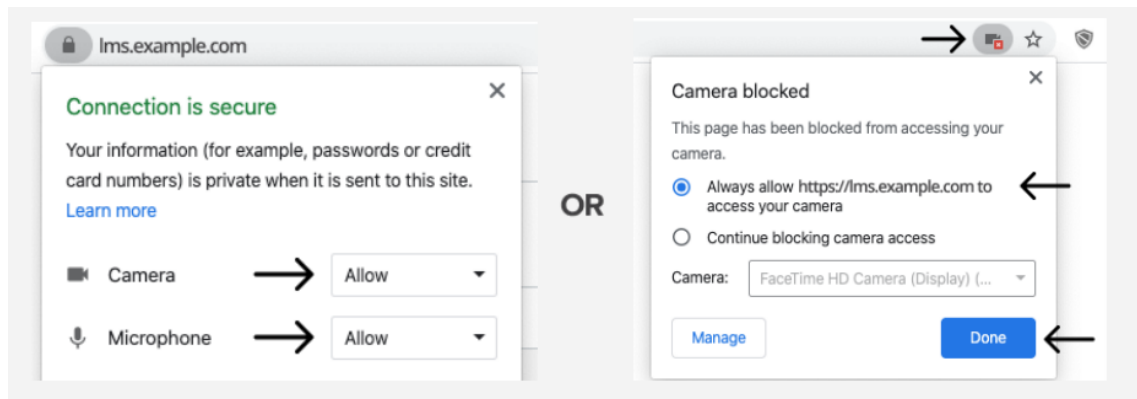 lms.example.com
Connection is secure
Your information (for example, passwords or credit
card numbers) is private when it is sent to this site.
Learn more
Camera
Allow
Microphone
Allow
OR
Camera blocked
This page has been blocked from accessing your
camera.
Always allow https://lms.example.com to
access your camera
Continue blocking camera access
Camera:
FaceTime HD Camera (Display) (...
Manage
Done